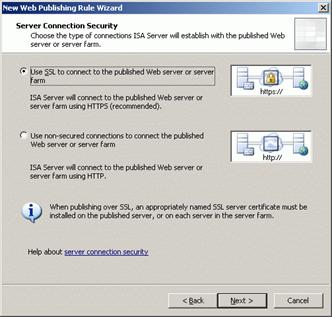 New Web Publishing Rule Wizard
Server Connection Security
Choose the type of connections ISA Server will establish with the published Web
server or server farm.
Use SSL to connect to the published Web server or server
farm
https://
ISA Server will connect to the published Web server or
server farm using HTTPS (recommended).
Use non-secured connections to connect the published
Web server or server farm
http://
ISA Server will connect to the published Web server or
server farm using HTTP.
When publishing over SSL, an appropriately named SSL server certificate must be
installed on the published server, or on each server in the server farm.
Help about server connection security
< Back
Next >
Cancel